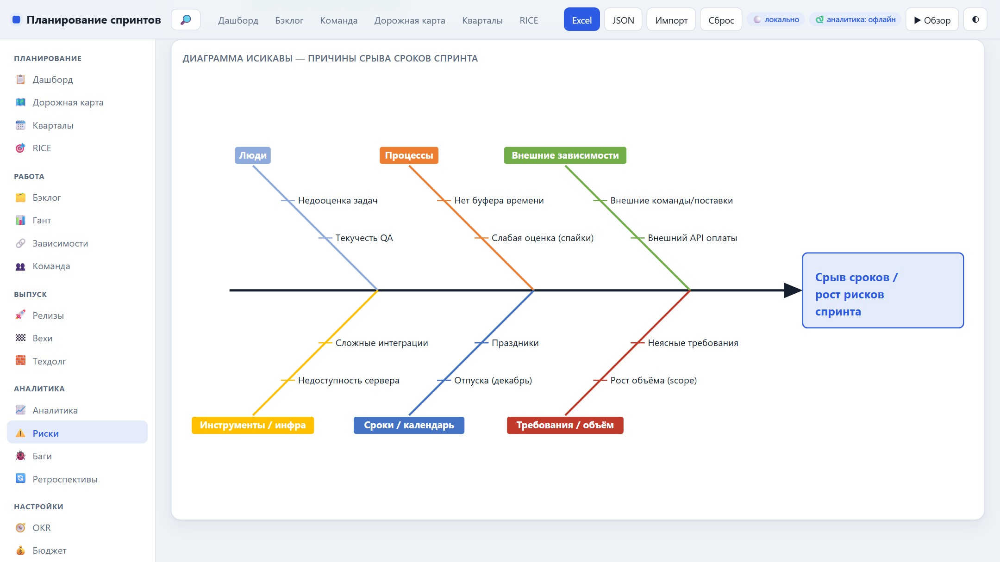 Планирование спринтов
Дашборд
Бэклог
Команда
Дорожная карта
Кварталы
RICE
Excel
JSON
Импорт
Сброс
локально
аналитика: офлайн
▶ Обзор
ПЛАНИРОВАНИЕ
Дашборд
Дорожная карта
Кварталы
RICE
РАБОТА
Бэклог
Гант
Зависимости
Команда
ВЫПУСК
Релизы
Вехи
Техдолг
АНАЛИТИКА
Аналитика
Риски
Баги
Ретроспективы
НАСТРОЙКИ
OKR
Бюджет
ДИАГРАММА ИСИКАВЫ — ПРИЧИНЫ СРЫВА СРОКОВ СПРИНТА
Люди
Процессы
Внешние зависимости
Недооценка задач
Нет буфера времени
Внешние команды/поставки
Текучесть QA
Слабая оценка (спайки)
Внешний API оплаты
Срыв сроков /
рост рисков
спринта
Сложные интеграции
Праздники
Неясные требования
Недоступность сервера
Отпуска (декабрь)
Рост объёма (scope)
Инструменты / инфра
Сроки / календарь
Требования / объём